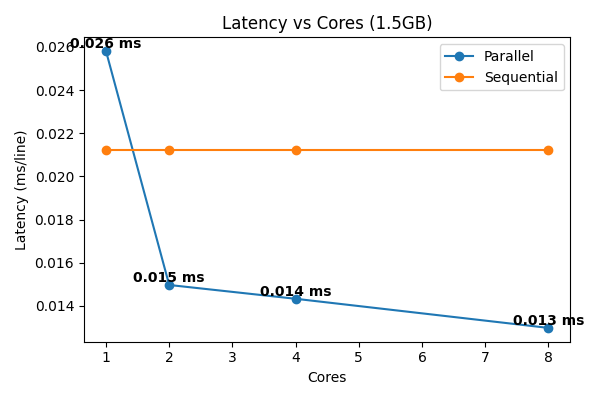 Latency vs Cores (1.5GB)
0.026 ms
0.015 ms
0.014 ms
0.013 ms
Parallel
Sequential
0.026
0.024
0.022
0.020
0.018
0.016
0.014
Latency (ms/line)
1 2 3 4 5 6 7 8
Cores